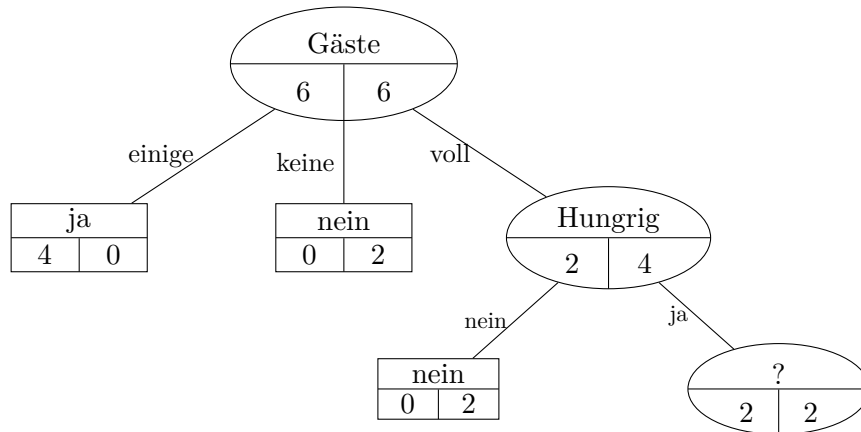 Gäste
6 6
einige keine voll
ja nein Hungrig
4 0 0 2 2 4
nein ja
nein ?
0 2 2 2